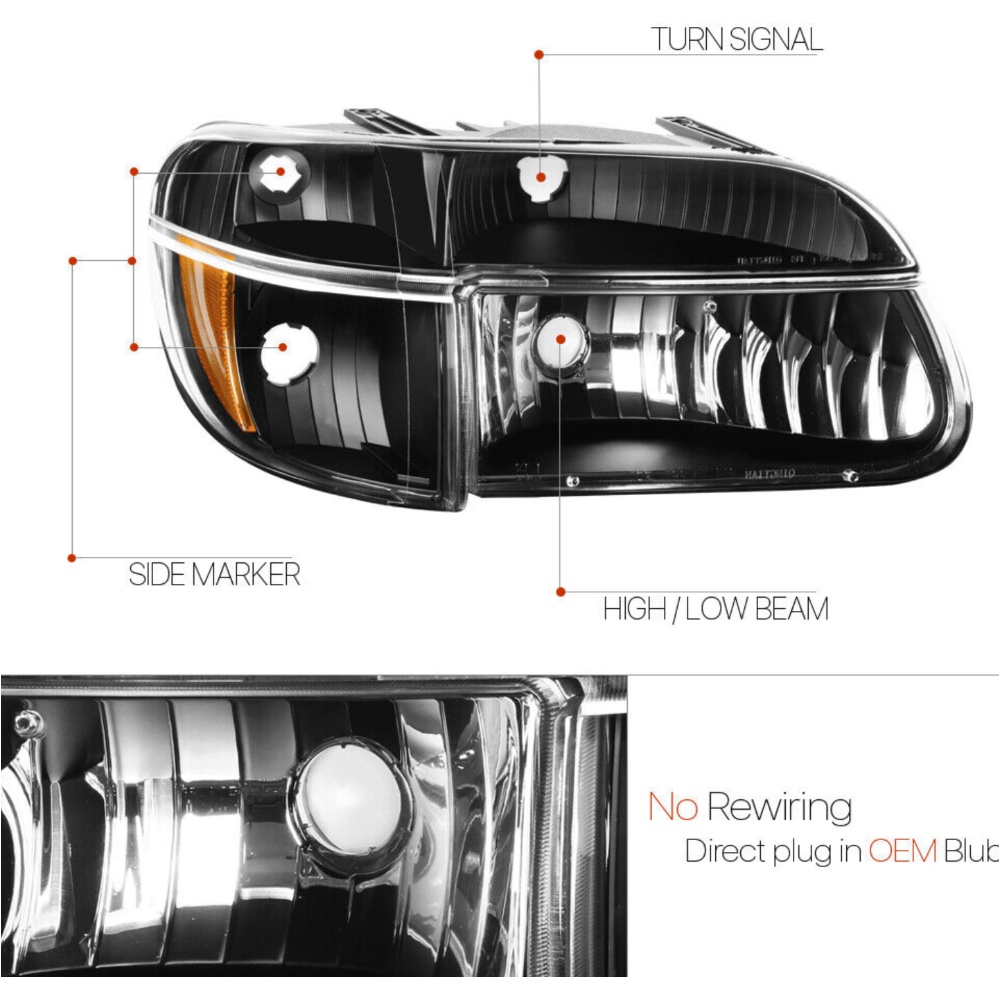 TURN SIGNAL
SIDE MARKER
HIGH / LOW BEAM
No Rewiring
Direct plug in OEM Blub